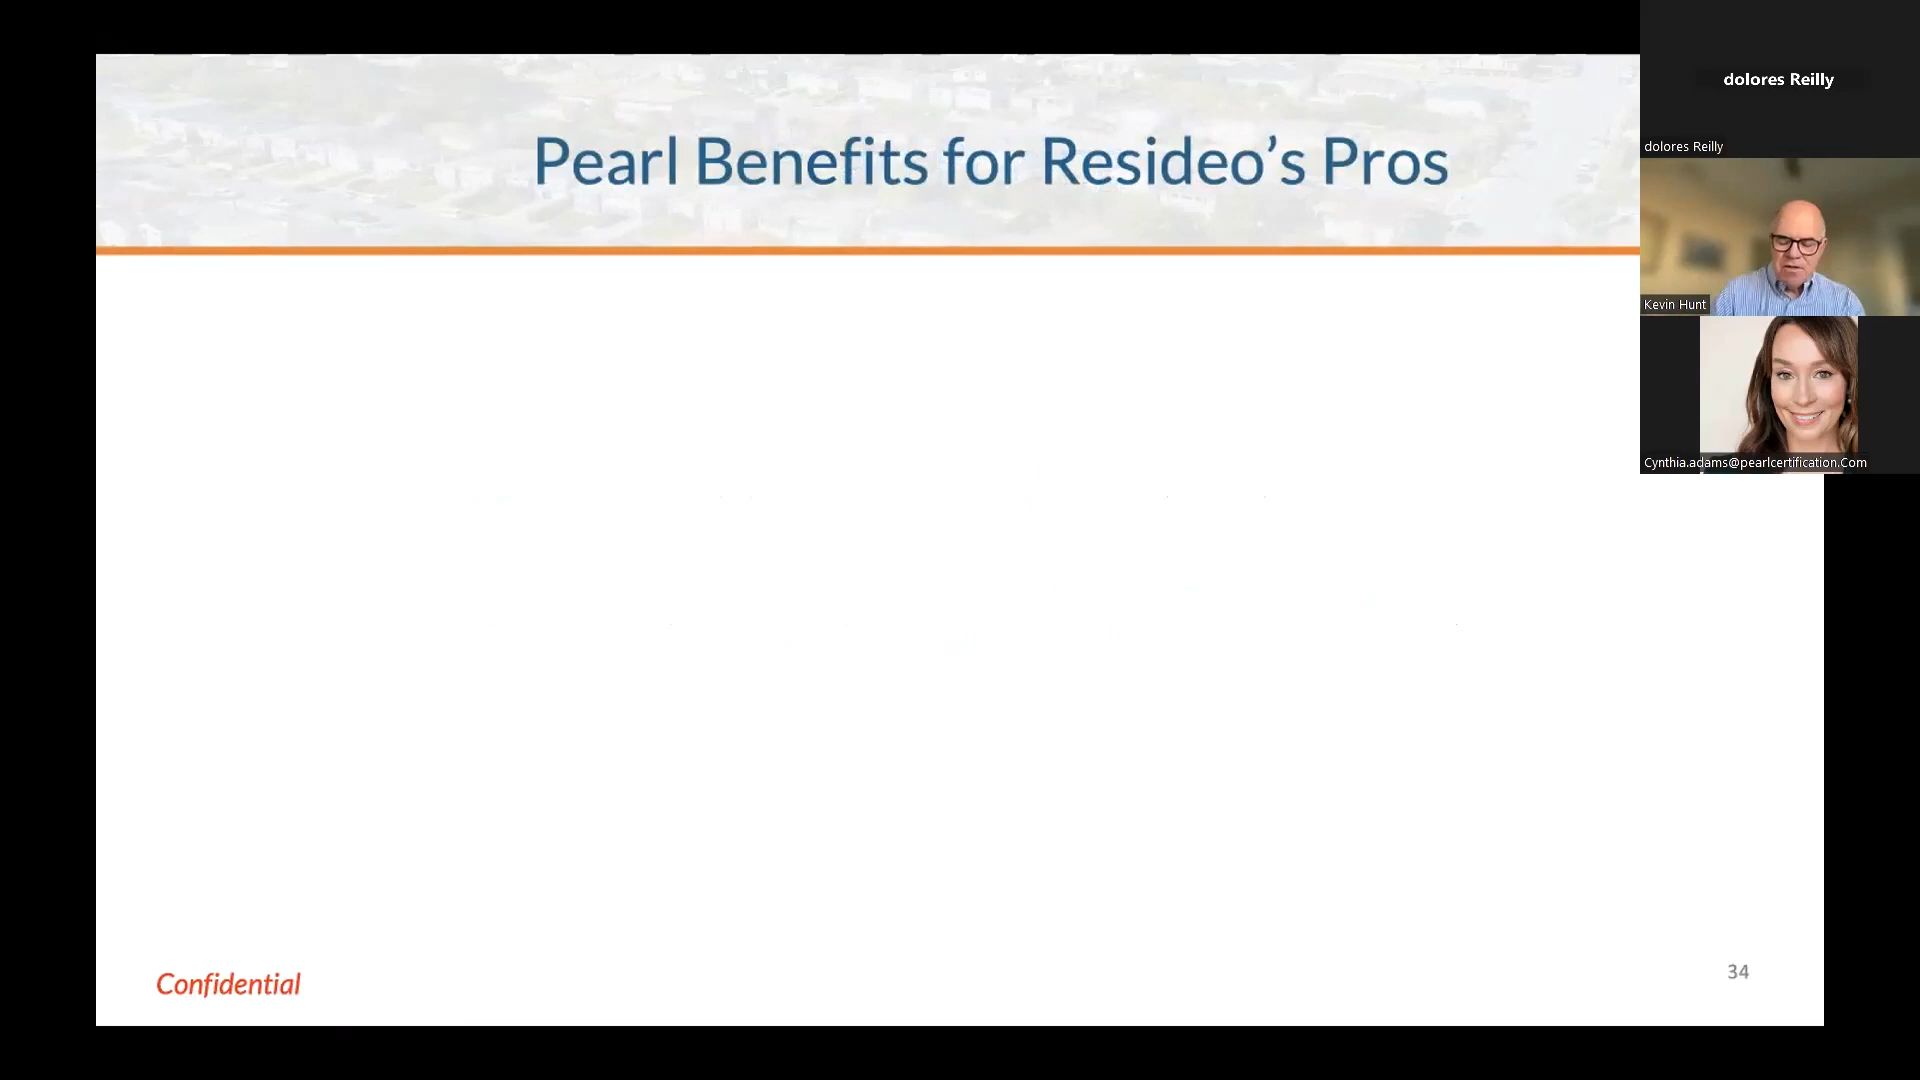 Pearl Benefits for Resideo’s Pros
dolores Reilly
dolores Reilly
Kevin Hunt
Cynthia.adams@pearlcertification.Com
Confidential
34